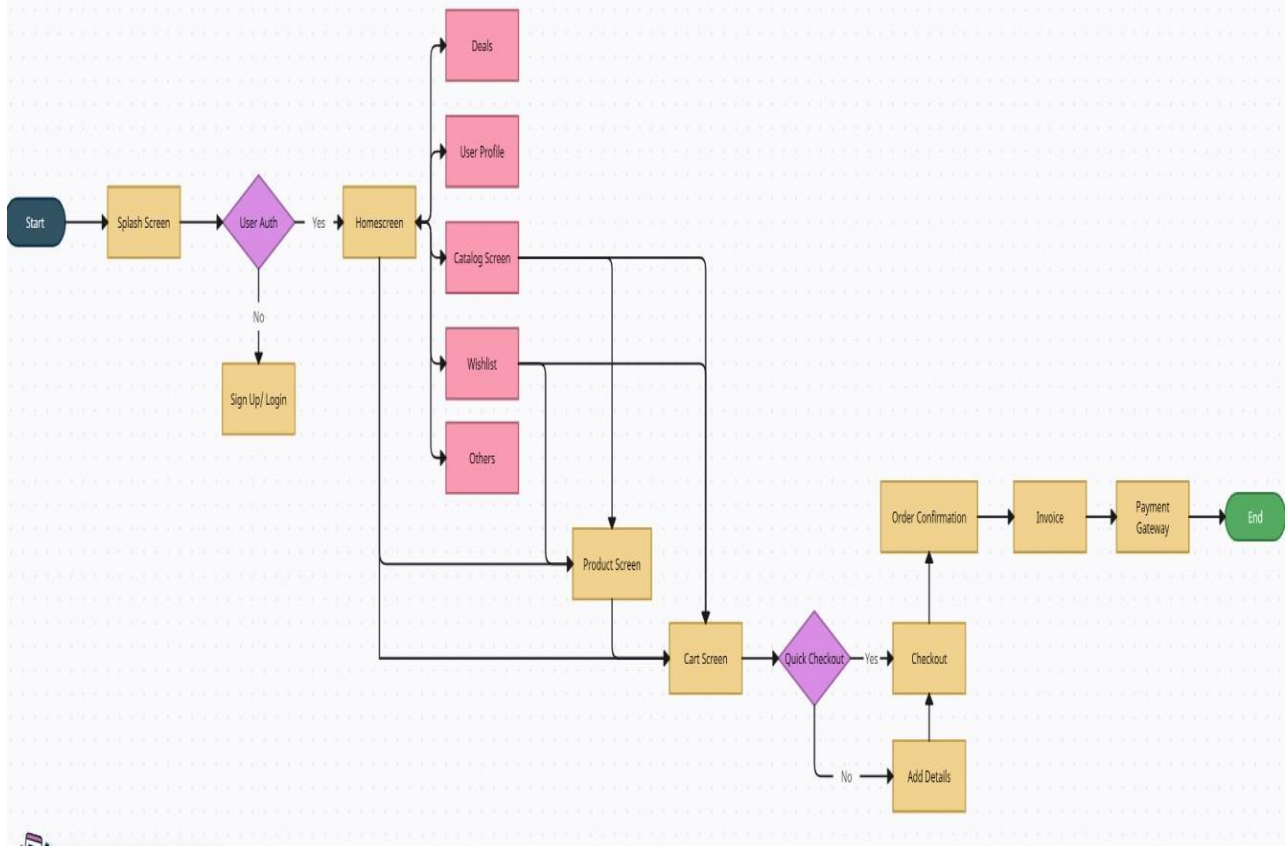 Deals
User Profile
Start
Splash Screen
User Auth
Yes
Homescreen
Catalog Screen
No
Wishlist
Sign Up/ Login
Others
Order Confirmation
Invoice
Payment
Gateway
End
Product Screen
Cart Screen
Quick Checkout
Yes
Checkout
No
Add Details